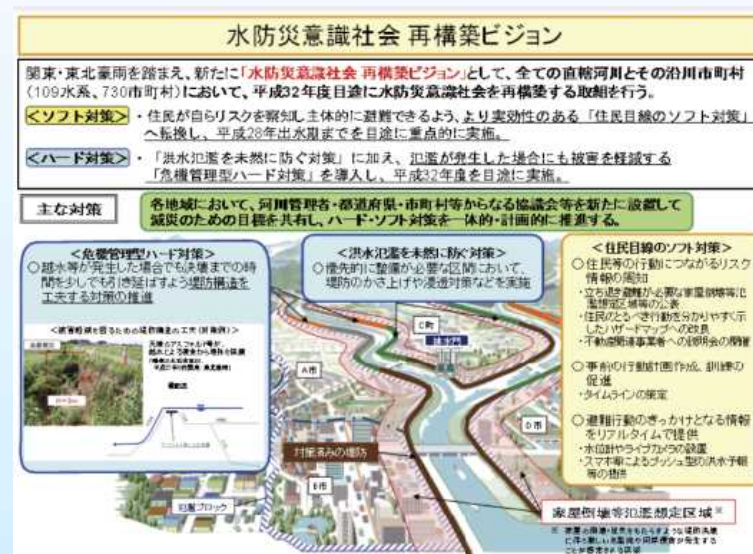 水防災意識社会 再構築ビジョン
関東・東北豪雨を踏まえ、新たに「水防災意識社会 再構築ビジョン」として、全ての直轄河川とその沿川市町村
(109水系、730市町村)において、平成32年度目途に水防災意識社会を再構築する取組を行う。
<ソフト対策>・住民が自らリスクを察知し主体的に避難できるよう、より実効性のある「住民目線のソフト対策」
へ転換し、平成28年出水期までを目途に重点的に実施。
<ハード対策>・「洪水氾濫を未然に防ぐ対策」に加え、氾濫が発生した場合にも被害を軽減する
「危機管理型ハード対策」を導入し、平成32年度を目途に実施。
主な対策
各地域において、河川管理者・都道府県・市町村等からなる協議会等を新たに設置して
減災のための目標を共有し、ハード・ソフト対策を一体的・計画的に推進する。
<危機管理型ハード対策>
○越水等が発生した場合でも決壊までの時
間を少しでも引き延ばすよう堤防構造を
工夫する対策の推進
<被害軽減を図るための堤防構造の工夫(対策例)>
<洪水氾濫を未然に防ぐ対策>
○優先的に整備が必要な区間において、
堤防のかさ上げや浸透対策などを実施
<住民目線のソフト対策>
○住民等の行動につながるリスク
情報の周知
・立ち退き避難が必要な家屋倒壊等氾
濫想定区域等の公表
・住民のとるべき行動を分かりやすく示
したハザードマップへの改良
・不動産関連事業者への説明会の開催
○事前の行動計画作成、訓練の
促進
・タイムラインの策定
○避難行動のきっかけとなる情報
をリアルタイムで提供
・水位計やライブカメラの設置
・スマホ等によるプッシュ型の洪水予報
等の提供
C町
A市
D市
対策済みの堤防
B市
氾濫ブロック
家屋倒壊等氾濫想定区域※